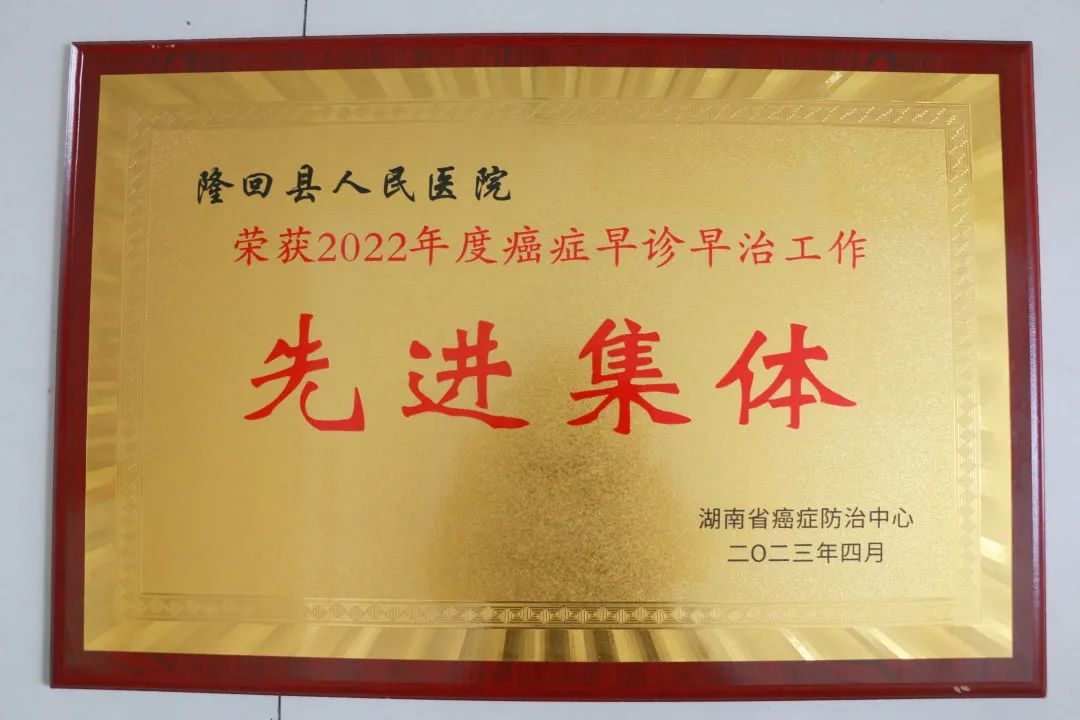 隆回县人民医院
荣获2022年度癌症早诊早治工作
先进集体
湖南省癌症防治中心
二〇二三年四月